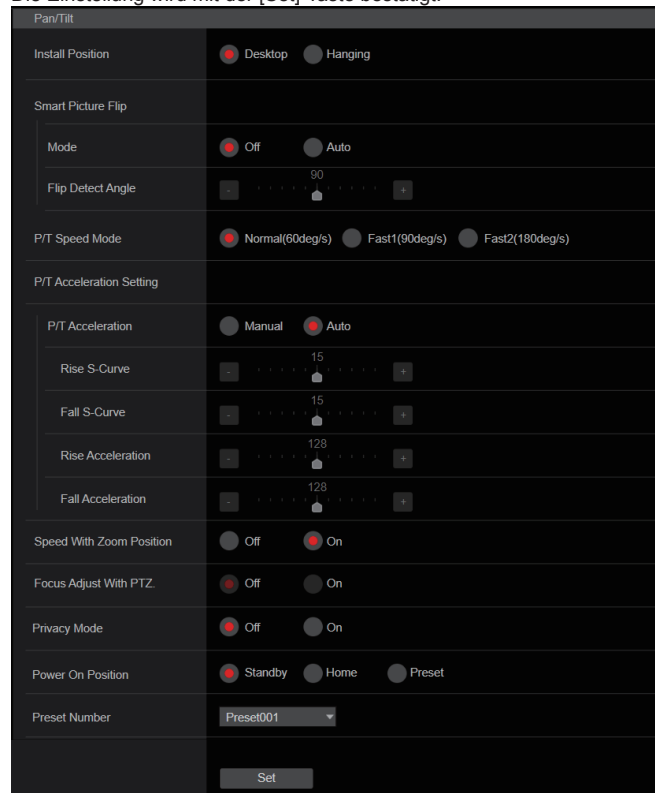 Die Einstellung wird mit der [Set]-Taste bestätigt.
Pan/Tilt
Install Position Desktop Hanging
Smart Picture Flip
Mode Off Auto
90
Flip Detect Angle - +
P/T Speed Mode Normal(60deg/s) Fast1(90deg/s) Fast2(180deg/s)
P/T Acceleration Setting
P/T Acceleration Manual Auto
15
Rise S-Curve - +
15
Fall S-Curve - +
128
Rise Acceleration - +
128
Fall Acceleration - +
Speed With Zoom Position Off On
Focus Adjust With PTZ. Off On
Privacy Mode Off On
Power On Position Standby Home Preset
Preset Number Preset001
Set